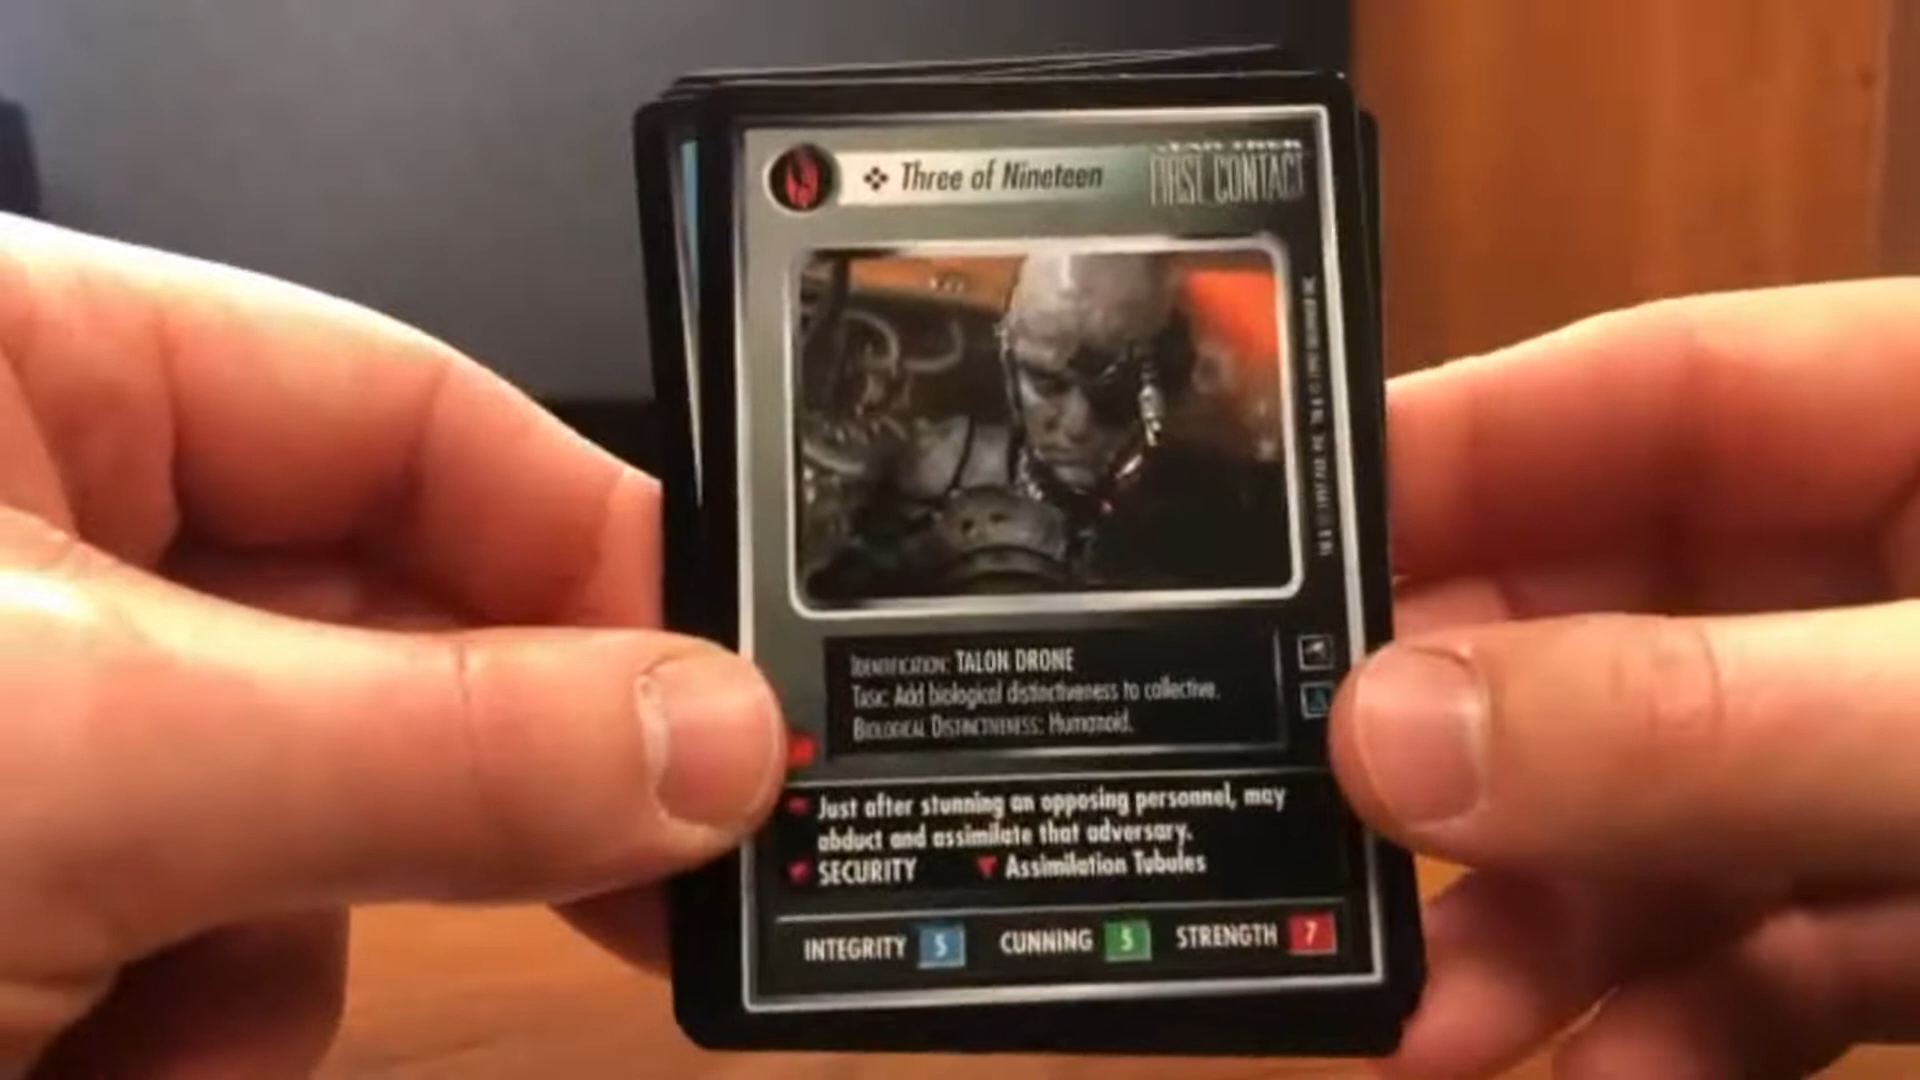 Three of Nineteen
STAR TREK
FIRST CONTACT
IDENTIFICATION: TALON DRONE
TASK: Add biological distinctiveness to collective.
BIOLOGICAL DISTINCTIVENESS: Humanoid.
Just after stunning an opposing personnel, may
abduct and assimilate that adversary.
SECURITY Assimilation Tubules
INTEGRITY 5 CUNNING 5 STRENGTH 7